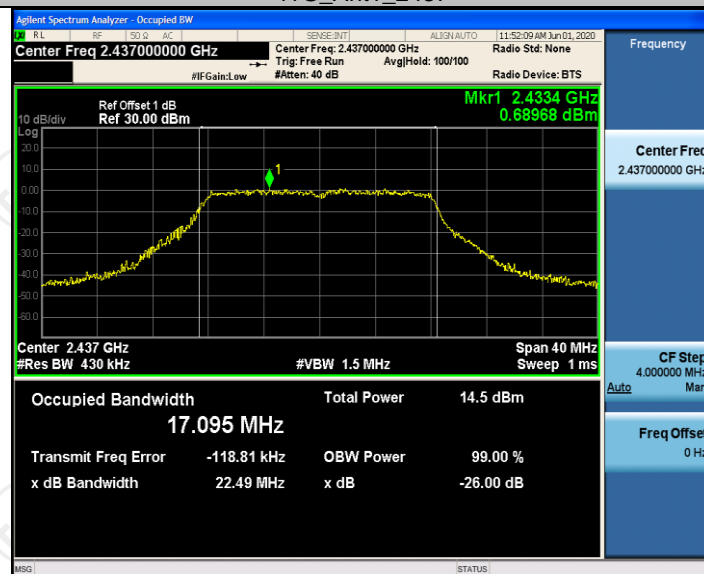 Agilent Spectrum Analyzer - Occupied BW
RL RF 50 Ω AC SENSE:INT ALIGN AUTO 11:52:09 AM Jun 01, 2020
Center Freq 2.437000000 GHz
Center Freq: 2.437000000 GHz
Radio Std: None
Trig: Free Run Avg|Hold: 100/100
#IFGain:Low #Atten: 40 dB Radio Device: BTS
Frequency
Mkr1 2.4334 GHz
0.68968 dBm
Ref Offset 1 dB
10 dB/div Ref 30.00 dBm
Log
20.0
10.0
0.00
-10.0
-20.0
-30.0
-40.0
-50.0
-60.0
1
Center 2.437 GHz Span 40 MHz
#Res BW 430 kHz #VBW 1.5 MHz Sweep 1 ms
Occupied Bandwidth Total Power 14.5 dBm
17.095 MHz
Transmit Freq Error -118.81 kHz OBW Power 99.00 %
x dB Bandwidth 22.49 MHz x dB -26.00 dB
Center Freq
2.437000000 GHz
CF Step
4.000000 MHz
Auto Man
Freq Offset
0 Hz
MSG STATUS